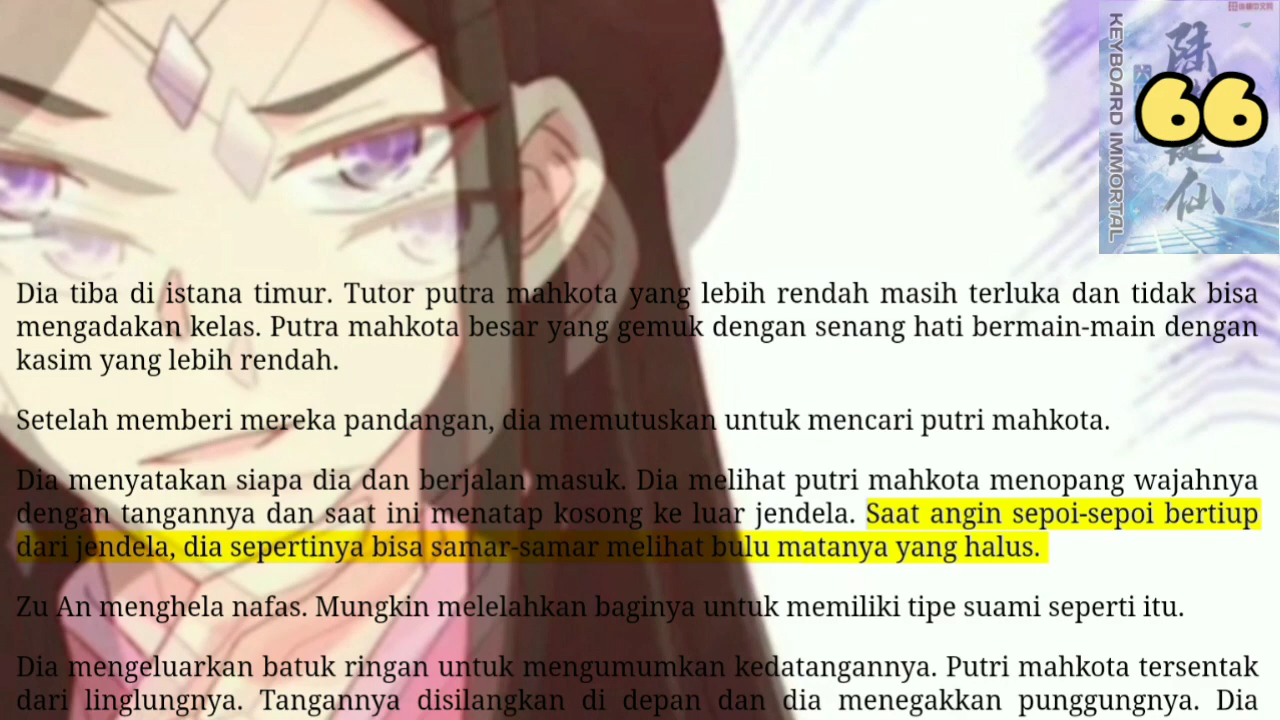 KEYBOARD IMMORTAL
66
Dia tiba di istana timur. Tutor putra mahkota yang lebih rendah masih terluka dan tidak bisa
mengadakan kelas. Putra mahkota besar yang gemuk dengan senang hati bermain-main dengan
kasim yang lebih rendah.
Setelah memberi mereka pandangan, dia memutuskan untuk mencari putri mahkota.
Dia menyatakan siapa dia dan berjalan masuk. Dia melihat putri mahkota menopang wajahnya
dengan tangannya dan saat ini menatap kosong ke luar jendela. Saat angin sepoi-sepoi bertiup
dari jendela, dia sepertinya bisa samar-samar melihat bulu matanya yang halus.
Zu An menghela nafas. Mungkin melelahkan baginya untuk memiliki tipe suami seperti itu.
Dia mengeluarkan batuk ringan untuk mengumumkan kedatangannya. Putri mahkota tersentak
dari linglungnya. Tangannya disilangkan di depan dan dia menegakkan punggungnya. Dia